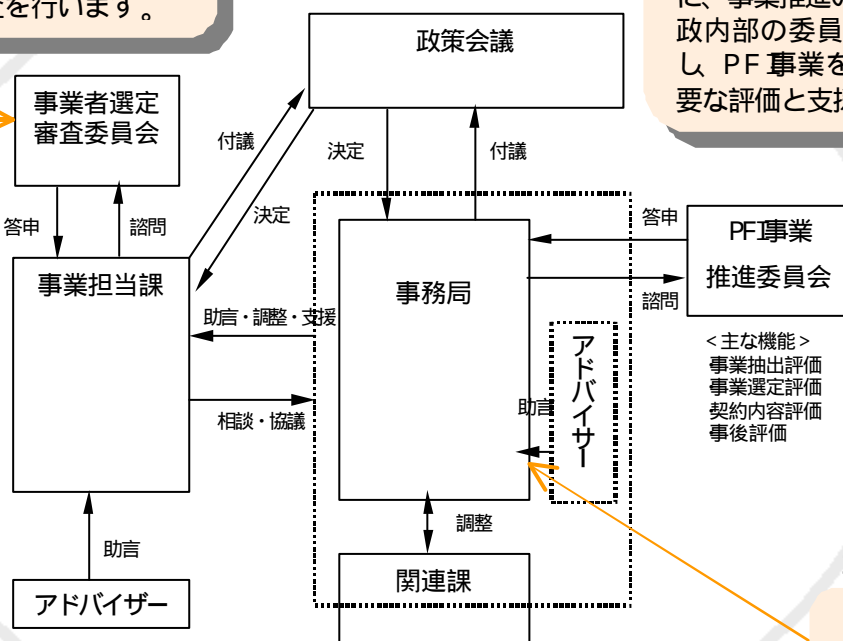 を行います。
に、事業推進の
政内部の委員
し、PFI事業を
要な評価と支援
政策会議
事業者選定
審査委員会
付議
決定
付議
決定
答申
諮問
答申
諮問
事業担当課
事務局
PFI事業
推進委員会
助言・調整・支援
相談・協議
<主な機能>
事業抽出評価
事業選定評価
契約内容評価
事後評価
アドバイサー
助言
調整
助言
関連課
アドバイザー